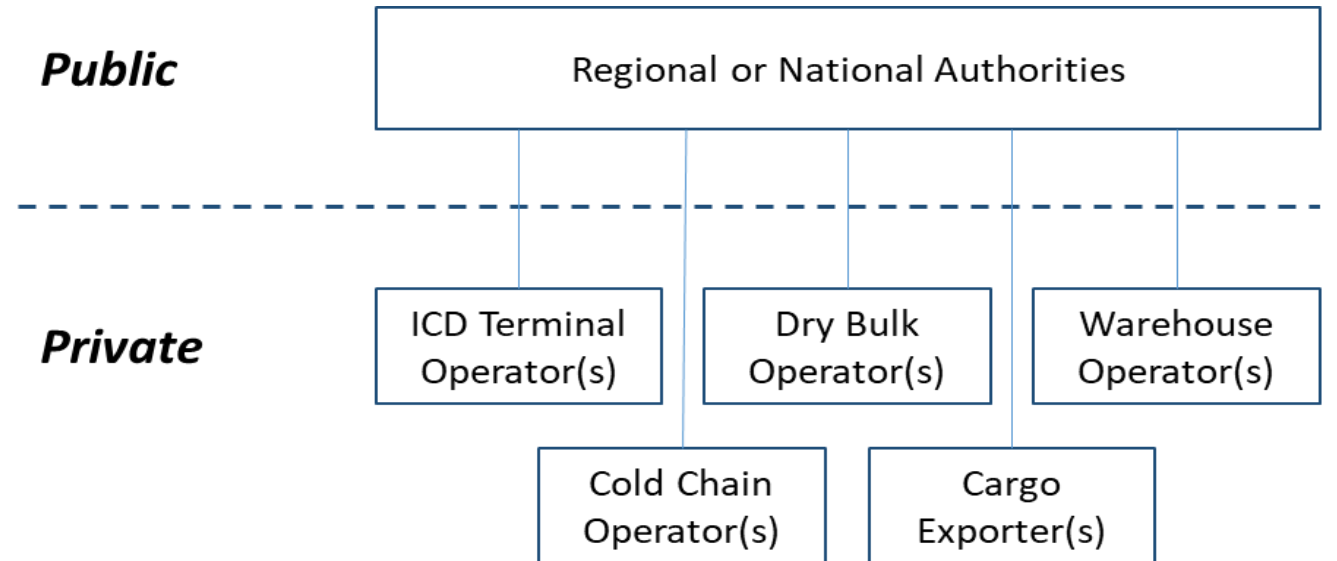 Public
Regional or National Authorities
Private
ICD Terminal
Operator(s)
Dry Bulk
Operator(s)
Warehouse
Operator(s)
Cold Chain
Operator(s)
Cargo
Exporter(s)